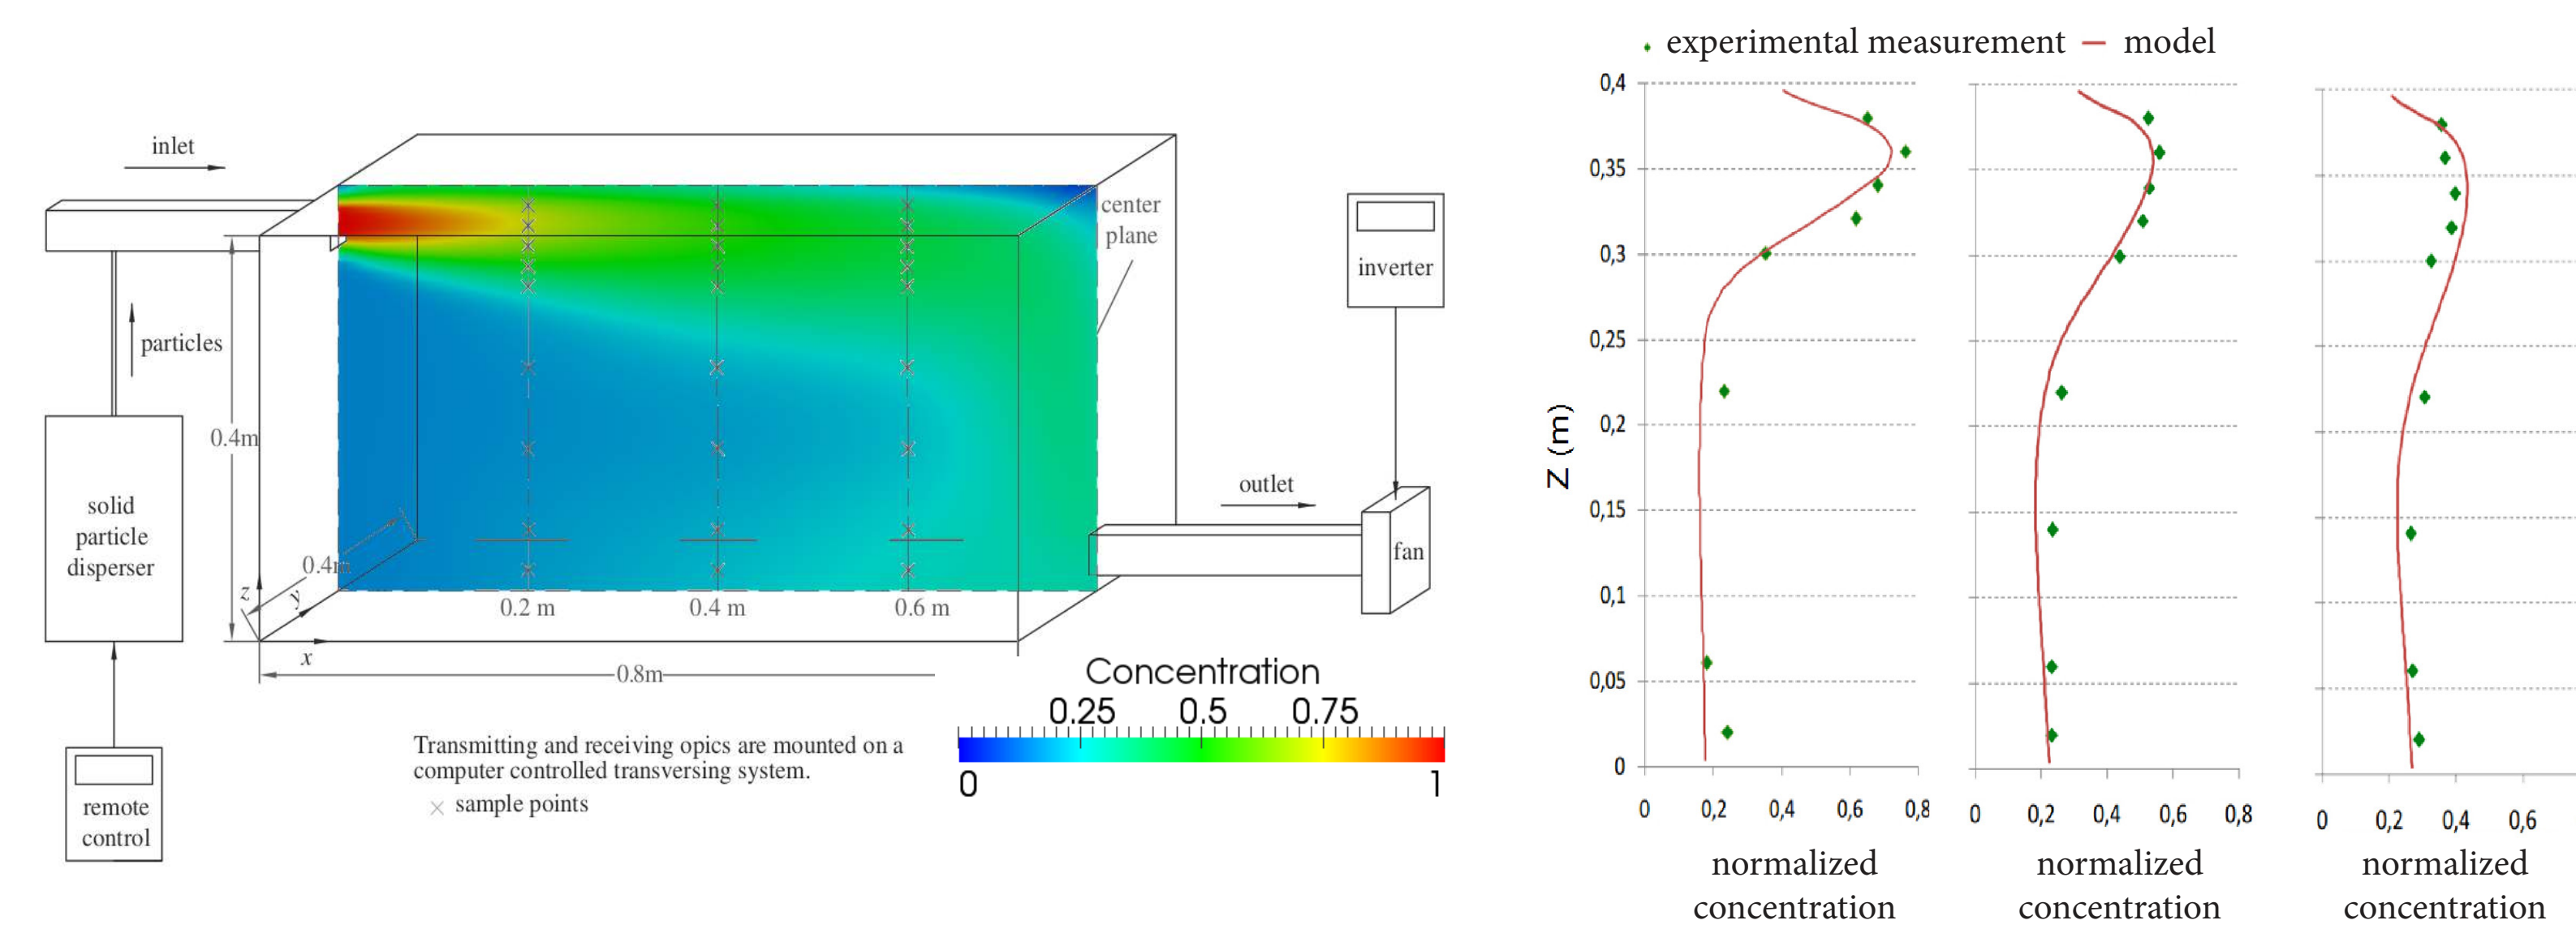 inlet
particles
solid
particle
disperser
remote
control
0.4m
0.4m
z
y
x
0.2 m
0.4 m
0.6 m
0.8m
center
plane
inverter
outlet
fan
Transmitting and receiving opics are mounted on a
computer controlled transversing system.
× sample points
Concentration
0.25 0.5 0.75
0 1
experimental measurement model
Z (m)
0,4
0,35
0,3
0,25
0,2
0,15
0,1
0,05
0
0 0,2 0,4 0,6 0,8
normalized
concentration
0 0,2 0,4 0,6 0,8
normalized
concentration
0 0,2 0,4 0,6
normalized
concentration